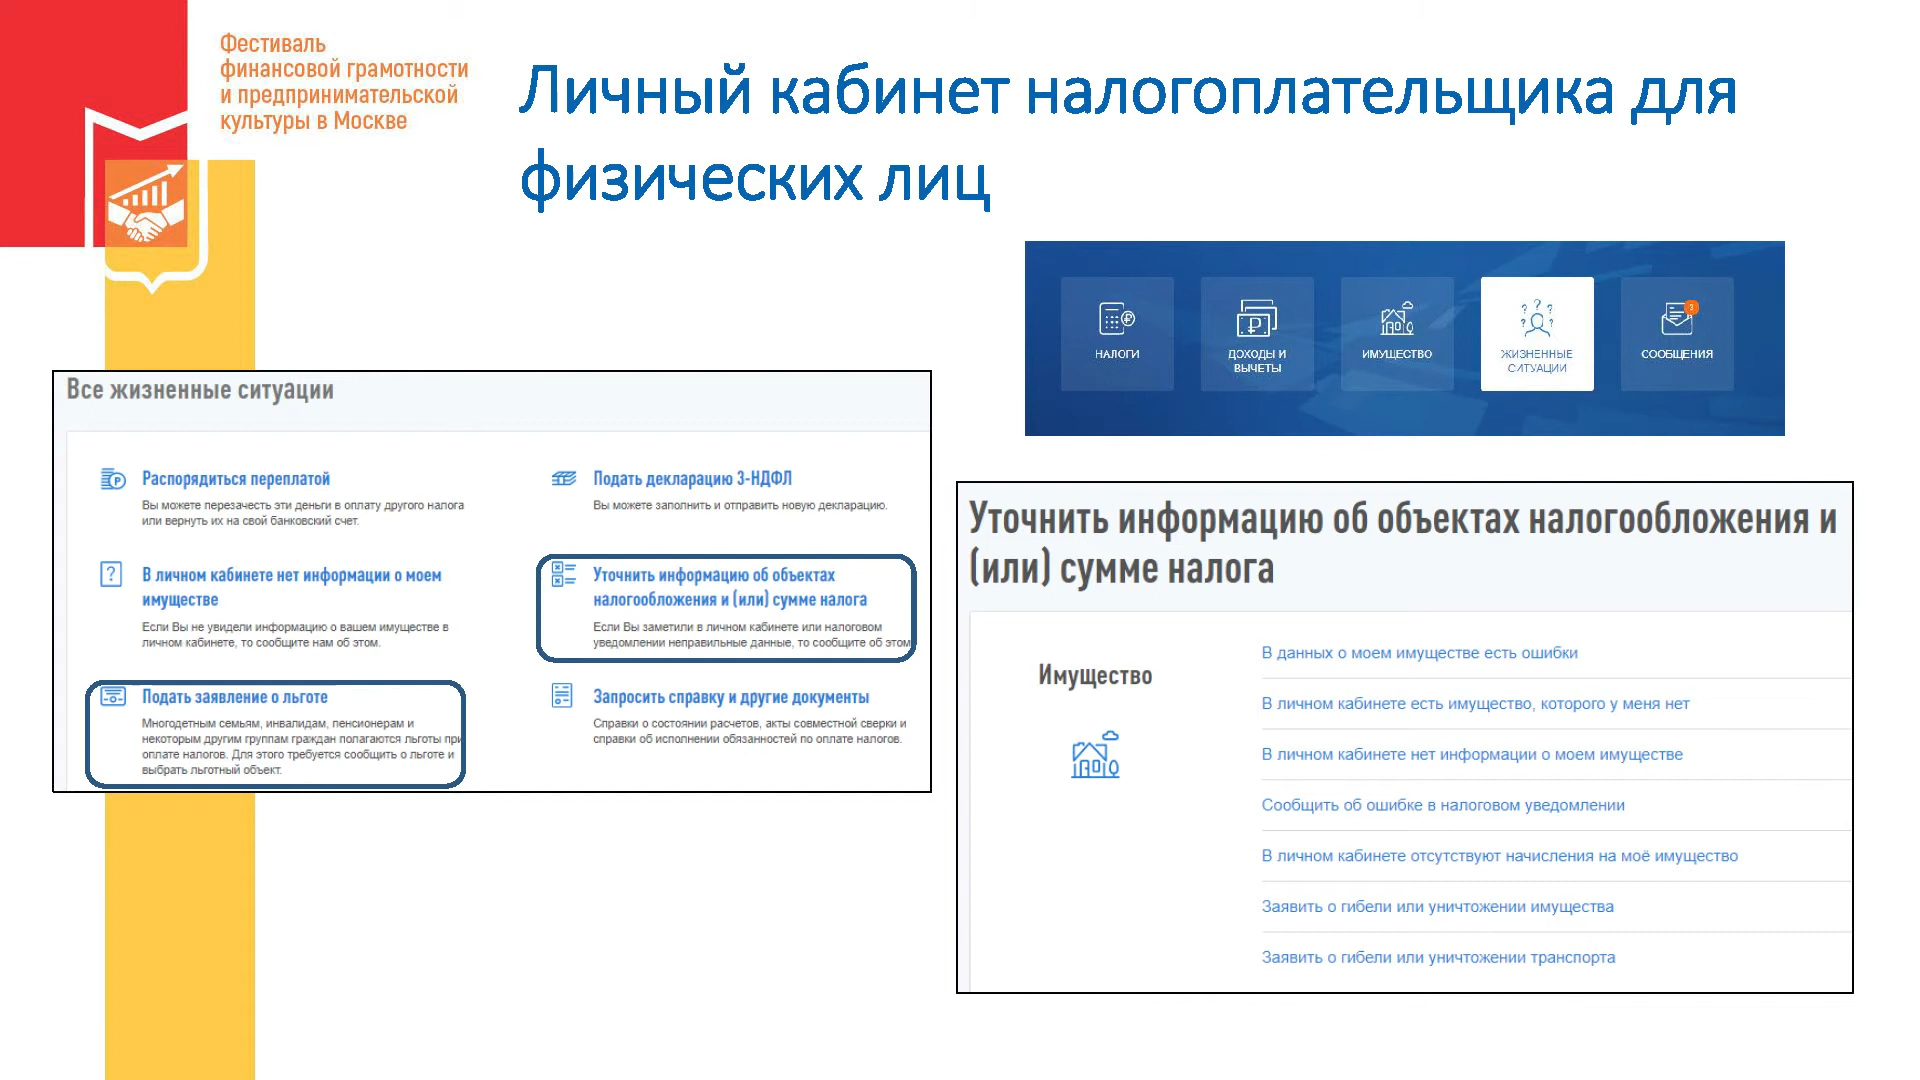 Фестиваль
финансовой грамотности
и предпринимательской
культуры в Москве
Личный кабинет налогоплательщика для
физических лиц
НАЛОГИ
ДОХОДЫ И
ВЫЧЕТЫ
ИМУЩЕСТВО
ЖИЗНЕННЫЕ
СИТУАЦИИ
3
СООБЩЕНИЯ
Все жизненные ситуации
Распорядиться переплатой
Вы можете перезачесть эти деньги в оплату другого налога
или вернуть их на свой банковский счет.
Подать декларацию 3-НДФЛ
Вы можете заполнить и отправить новую декларацию.
В личном кабинете нет информации о моем
имуществе
Если Вы не увидели информацию о вашем имуществе в
личном кабинете, то сообщите нам об этом.
Уточнить информацию об объектах
налогообложения и (или) сумме налога
Если Вы заметили в личном кабинете или налоговом
уведомлении неправильные данные, то сообщите об этом
Подать заявление о льготе
Многодетным семьям, инвалидам, пенсионерам и
некоторым другим группам граждан полагаются льготы при
оплате налогов. Для этого требуется сообщить о льготе и
выбрать льготный объект.
Запросить справку и другие документы
Справки о состоянии расчетов, акты совместной сверки и
справки об исполнении обязанностей по оплате налогов.
Уточнить информацию об объектах налогообложения и
(или) сумме налога
Имущество
В данных о моем имуществе есть ошибки
В личном кабинете есть имущество, которого у меня нет
В личном кабинете нет информации о моем имуществе
Сообщить об ошибке в налоговом уведомлении
В личном кабинете отсутствуют начисления на моё имущество
Заявить о гибели или уничтожении имущества
Заявить о гибели или уничтожении транспорта